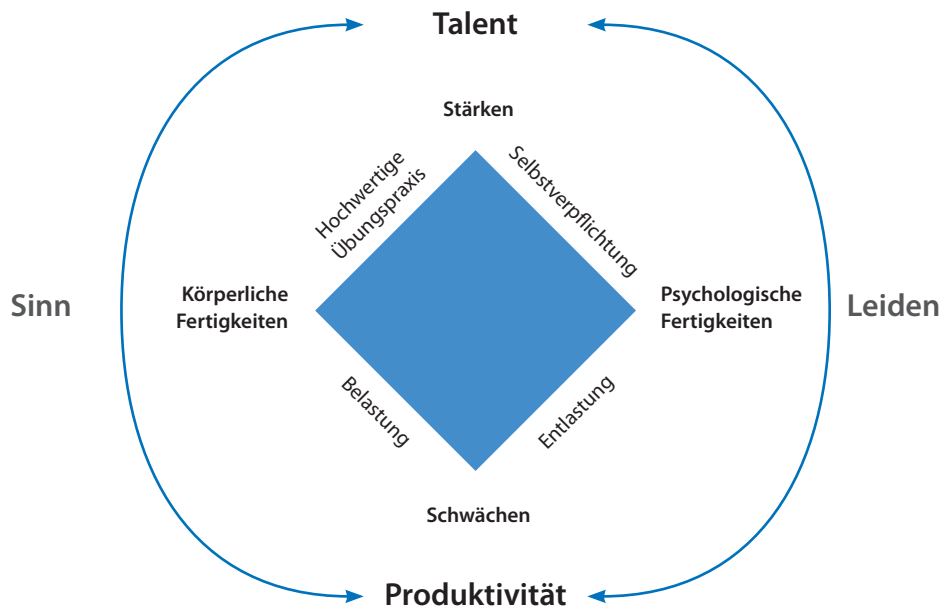 Talent
Stärken
Hochwertige
Übungspraxis
Selbstverpflichtung
Sinn
Körperliche
Fertigkeiten
Psychologische
Fertigkeiten
Leiden
Belastung
Entlastung
Schwächen
Produktivität